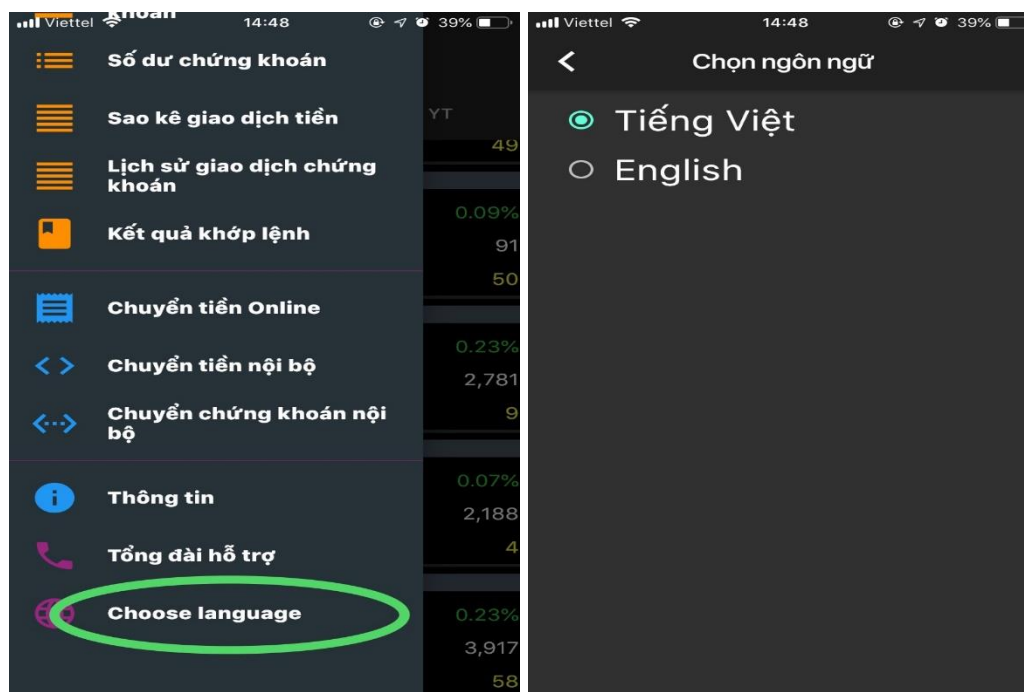 Viettel
14:48
39%
khoán
Số dư chứng khoán
Sao kê giao dịch tiền
YT
49
Lịch sử giao dịch chứng
khoán
0.09%
Kết quả khớp lệnh
91
50
Chuyển tiền Online
0.23%
Chuyển tiền nội bộ
2,781
Chuyển chứng khoán nội
bộ
9
0.07%
Thông tin
2,188
Tổng đài hỗ trợ
4
Choose language
0.23%
3,917
58
Viettel
14:48
39%
Chọn ngôn ngữ
Tiếng Việt
English